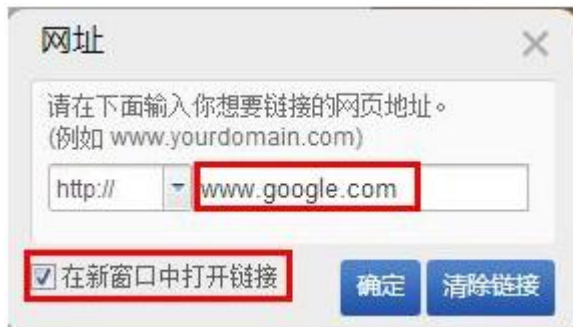 网址
请在下面输入你想要链接的网页地址。
(例如 www.yourdomain.com)
http:// www.google.com
在新窗口中打开链接
确定 清除链接